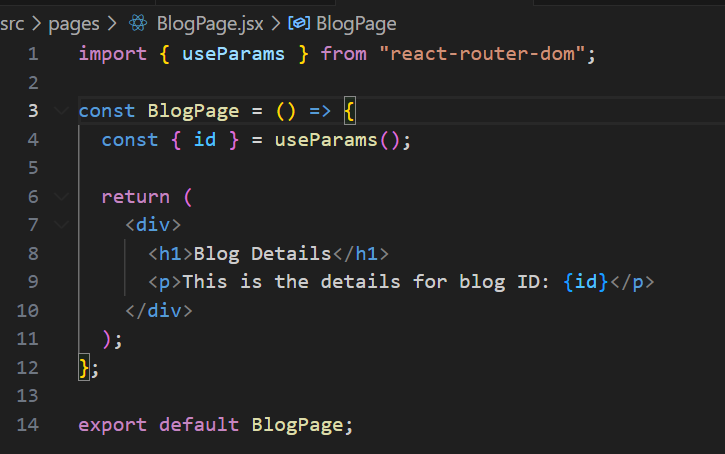 src > pages > BlogPage.jsx > BlogPage
1 import { useParams } from "react-router-dom";
2
3 const BlogPage = () => {
4   const { id } = useParams();
5
6   return (
7     <div>
8       <h1>Blog Details</h1>
9       <p>This is the details for blog ID: {id}</p>
10     </div>
11   );
12 };
13
14 export default BlogPage;